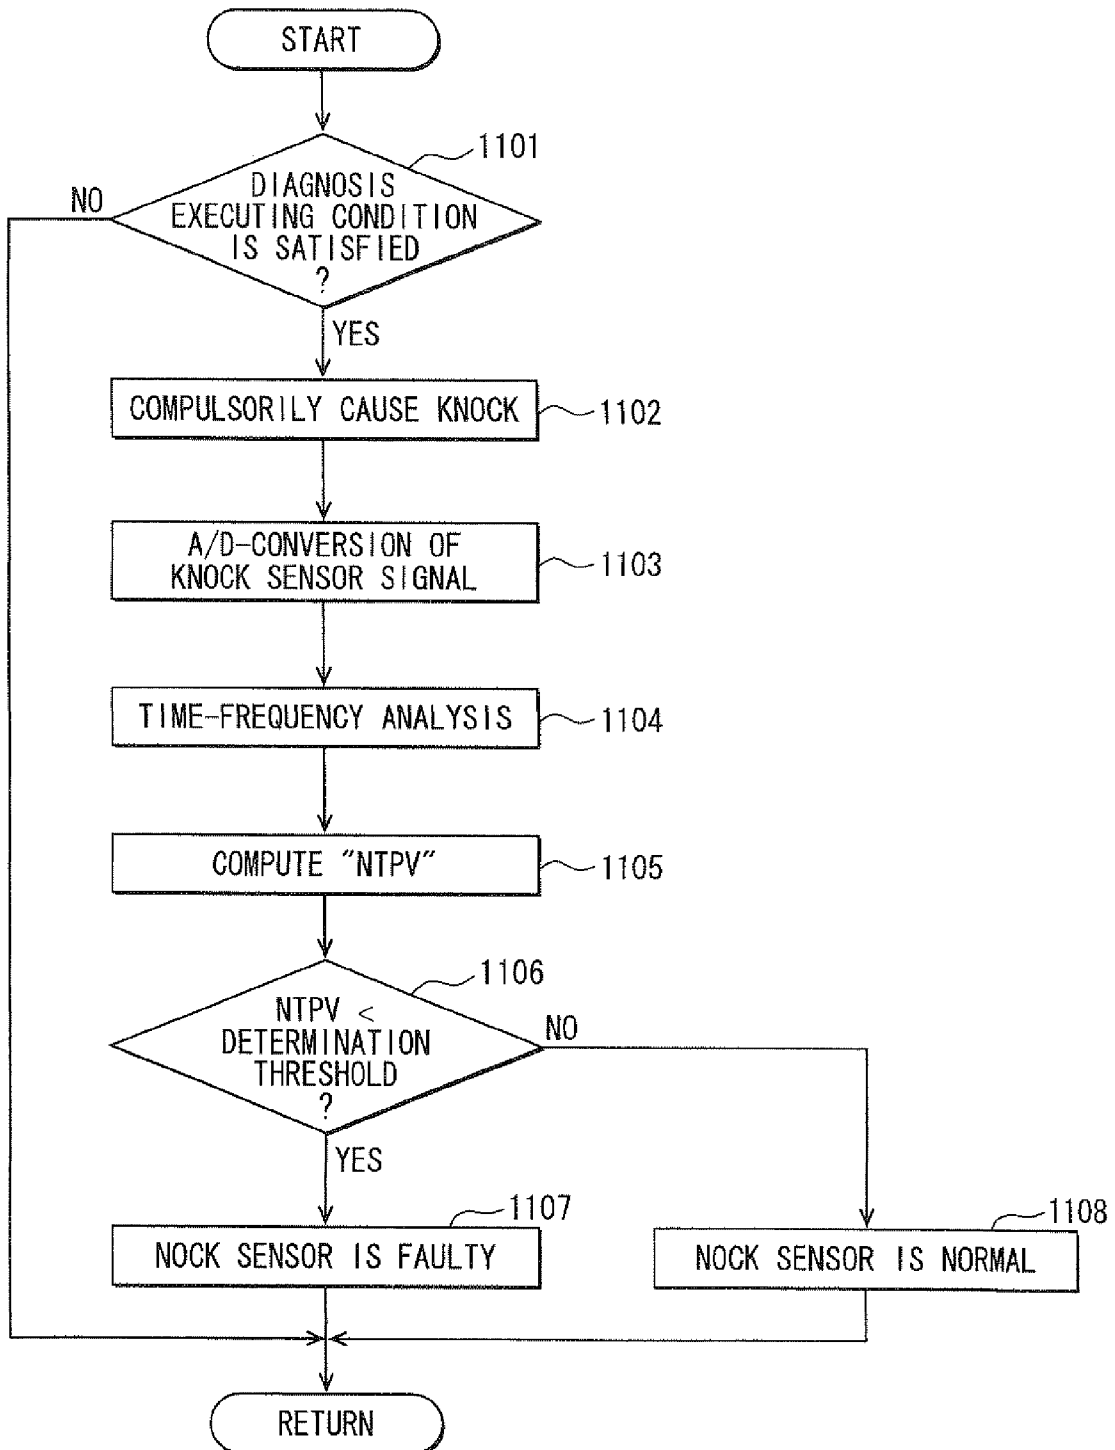 START
1101
DIAGNOSIS
EXECUTING CONDITION
IS SATISFIED
?
NO
YES
COMPULSORILY CAUSE KNOCK
1102
A/D-CONVERSION OF
KNOCK SENSOR SIGNAL
1103
TIME-FREQUENCY ANALYSIS
1104
COMPUTE "NTPV"
1105
1106
NTPV <
DETERMINATION
THRESHOLD
?
NO
YES
1107
NOCK SENSOR IS FAULTY
1108
NOCK SENSOR IS NORMAL
RETURN